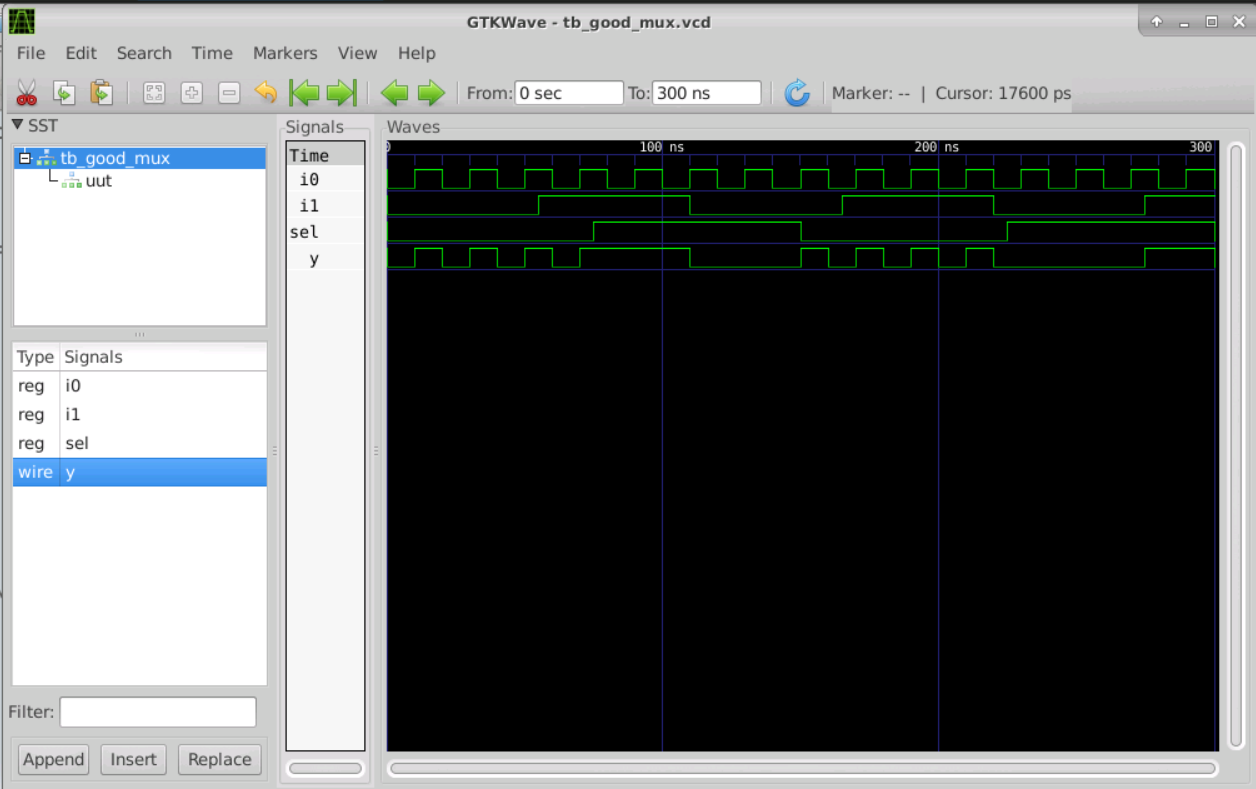 GTKWave - tb_good_mux.vcd
File Edit Search Time Markers View Help
From: 0 sec To: 300 ns Marker: -- | Cursor: 17600 ps
SST
tb_good_mux
uut
Type Signals
reg i0
reg i1
reg sel
wire y
Filter:
Append Insert Replace
Signals
Time
i0
i1
sel
y
Waves
0 100 ns 200 ns 300